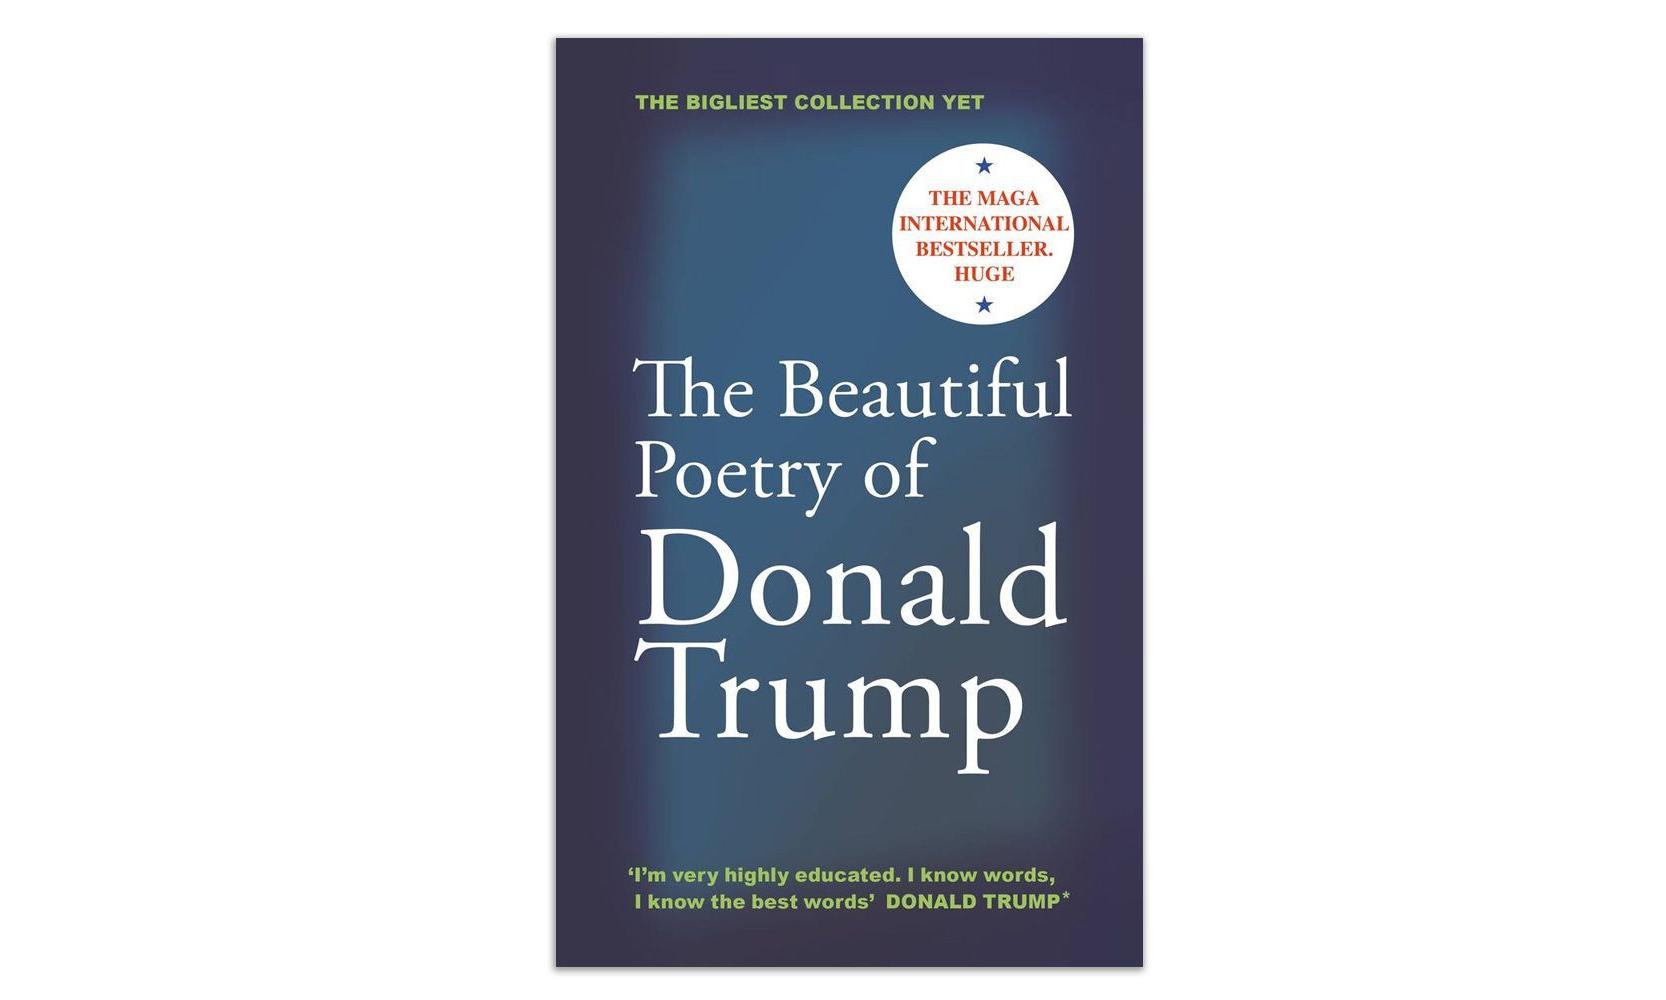 THE BIGLIEST COLLECTION YET
THE MAGA
INTERNATIONAL
BESTSELLER.
HUGE
The Beautiful
Poetry of
Donald
Trump
‘I’m very highly educated. I know words,
I know the best words’ DONALD TRUMP*